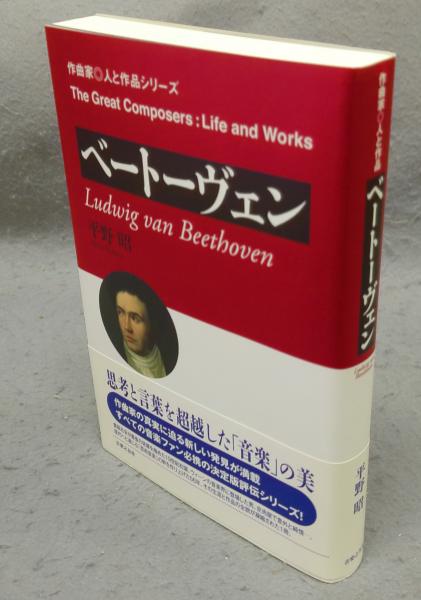 作曲家◎人と作品シリーズ
The Great Composers : Life and Works
ベートーヴェン
Ludwig van Beethoven
平野 昭
思考と言葉を超越した「音楽」の美
作曲家の真実に迫る新しい発見が満載
すべての音楽ファン必携の決定版評伝シリーズ!
作曲家◎人と作品
ベートーヴェン
Ludwig van
Beethoven
平野 昭